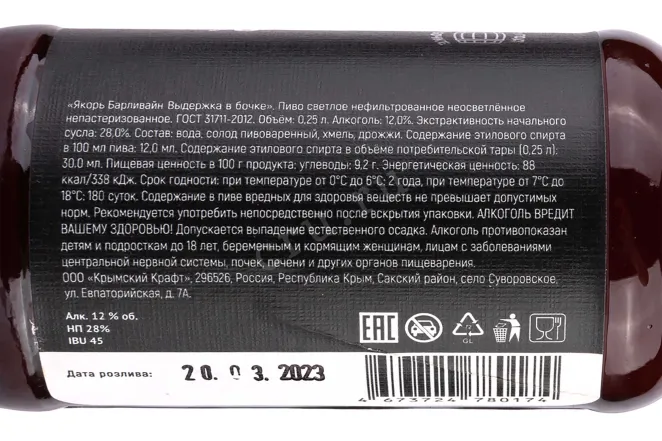 «Якорь Барливайн Выдержка в бочке». Пиво светлое нефильтрованное неосветлённое
непастеризованное. ГОСТ 31711-2012. Объём: 0,25 л. Алкоголь: 12,0%. Экстрактивность начального
сусла: 28,0%. Состав: вода, солод пивоваренный, хмель, дрожжи. Содержание этилового спирта
в 100 мл пива: 12,0 мл. Содержание этилового спирта в объёме потребительской тары (0,25 л):
30,0 мл. Пищевая ценность в 100 г продукта: углеводы: 9,2 г. Энергетическая ценность: 88
ккал/338 кДж. Срок годности: при температуре от 0°С до 6°С: 2 года, при температуре от 7°С до
18°С: 180 суток. Содержание в пиве вредных для здоровья веществ не превышает допустимых
норм. Рекомендуется употребить непосредственно после вскрытия упаковки. АЛКОГОЛЬ ВРЕДИТ
ВАШЕМУ ЗДОРОВЬЮ! Допускается выпадение естественного осадка. Алкоголь противопоказан
детям и подросткам до 18 лет, беременным и кормящим женщинам, лицам с заболеваниями
центральной нервной системы, почек, печени и других органов пищеварения.
ООО «Крымский Крафт», 296526, Россия, Республика Крым, Сакский район, село Суворовское,
ул. Евпаторийская, д. 7А.
Алк. 12 % об.
НП 28%
IBU 45
EAC
GL
Дата розлива: 20.03.2023
4 673724 780174